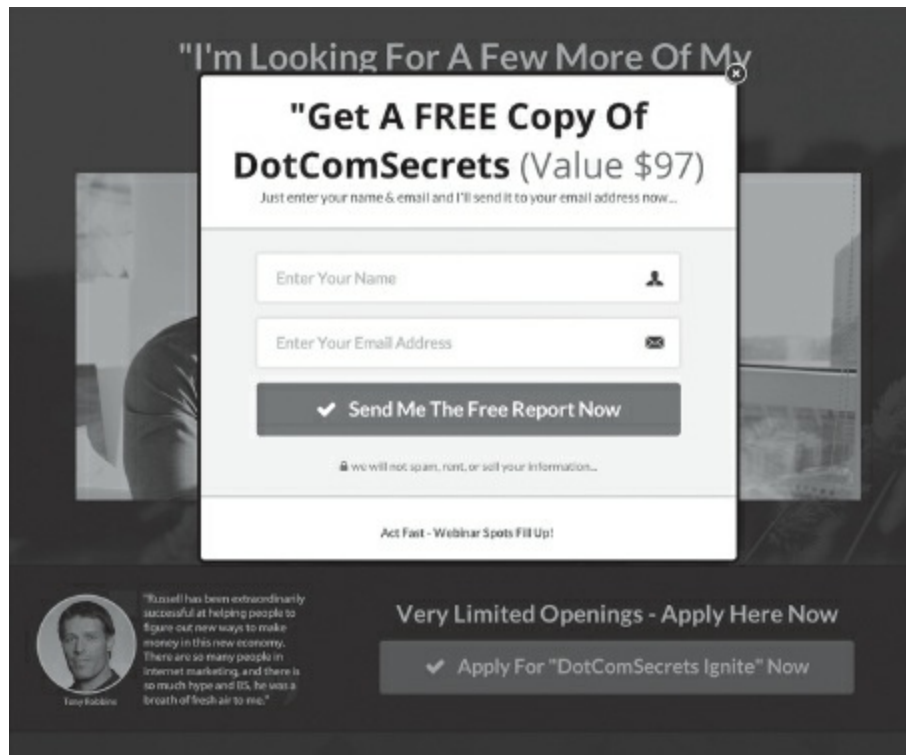 "I'm Looking For A Few More Of My
"Get A FREE Copy Of
DotComSecrets (Value $97)
Just enter your name & email and I'll send it to your email address now...
Enter Your Name
Enter Your Email Address
Send Me The Free Report Now
we will not spam, rent, or sell your information...
Act Fast - Webinar Spots Fill Up!
"Russell has been extraordinarily
successful at helping people to
figure out new ways to make
money in this new economy.
There are so many people in
internet marketing, and there is
so much hype and BS, he was a
breath of fresh air to me."
Tony Robbins
Very Limited Openings - Apply Here Now
Apply For "DotComSecrets Ignite" Now